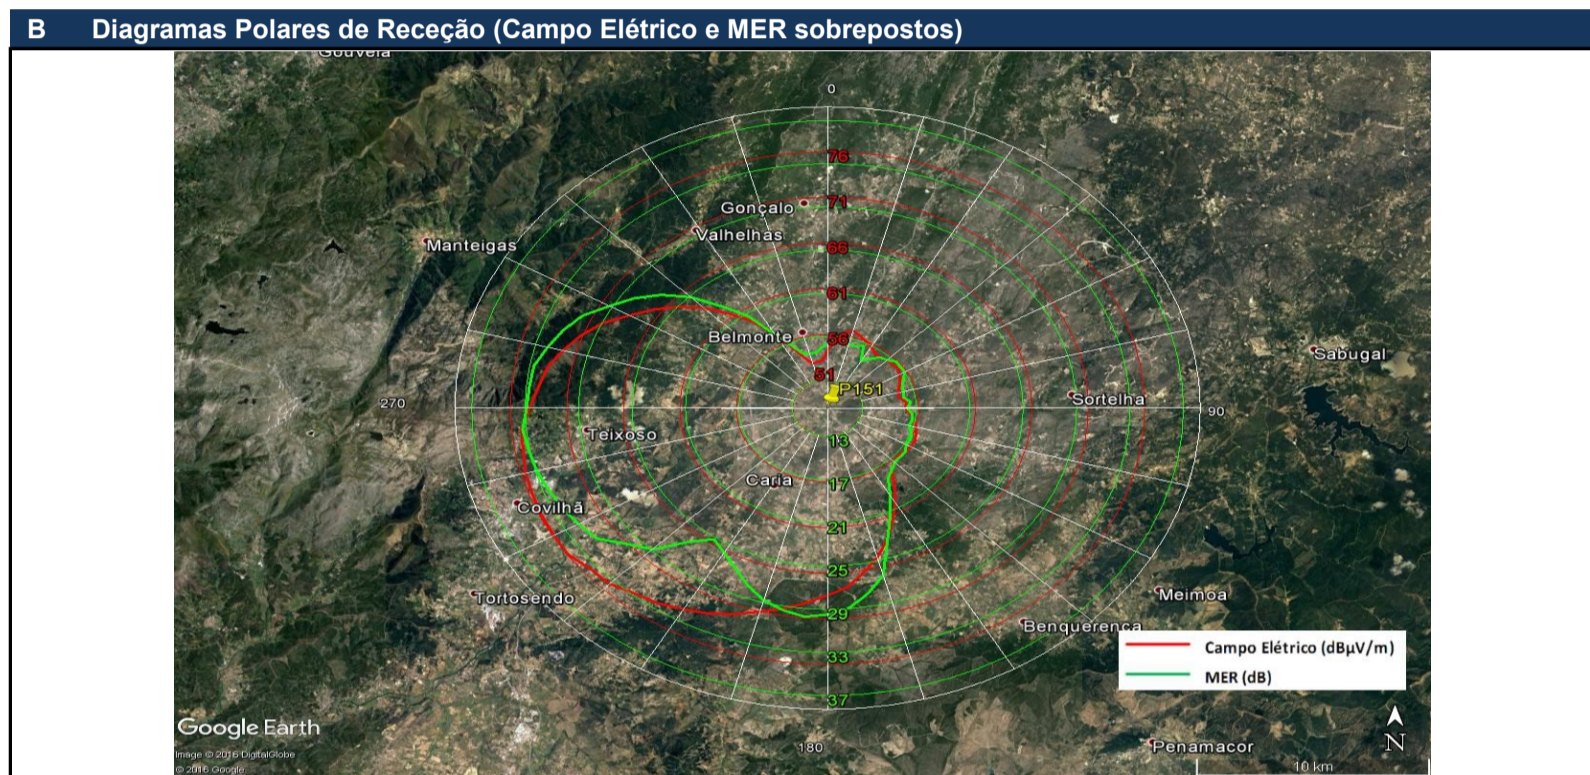 B Diagramas Polares de Receção (Campo Elétrico e MER sobrepostos)
Gouveia
0
76
71
Gonçalo
Valhelhas
Manteigas
66
61
Belmonte
56
Sabugal
51
P151
270
Sortelha
90
Teixoso
13
Caria
17
Covilhã
21
25
Tortosendo
29
Meimoa
Benquerença
33
Campo Elétrico (dBµV/m)
MER (dB)
37
Google Earth
N
180
Penamacor
Image © 2016 DigitalGlobe
© 2016 Google
10 km